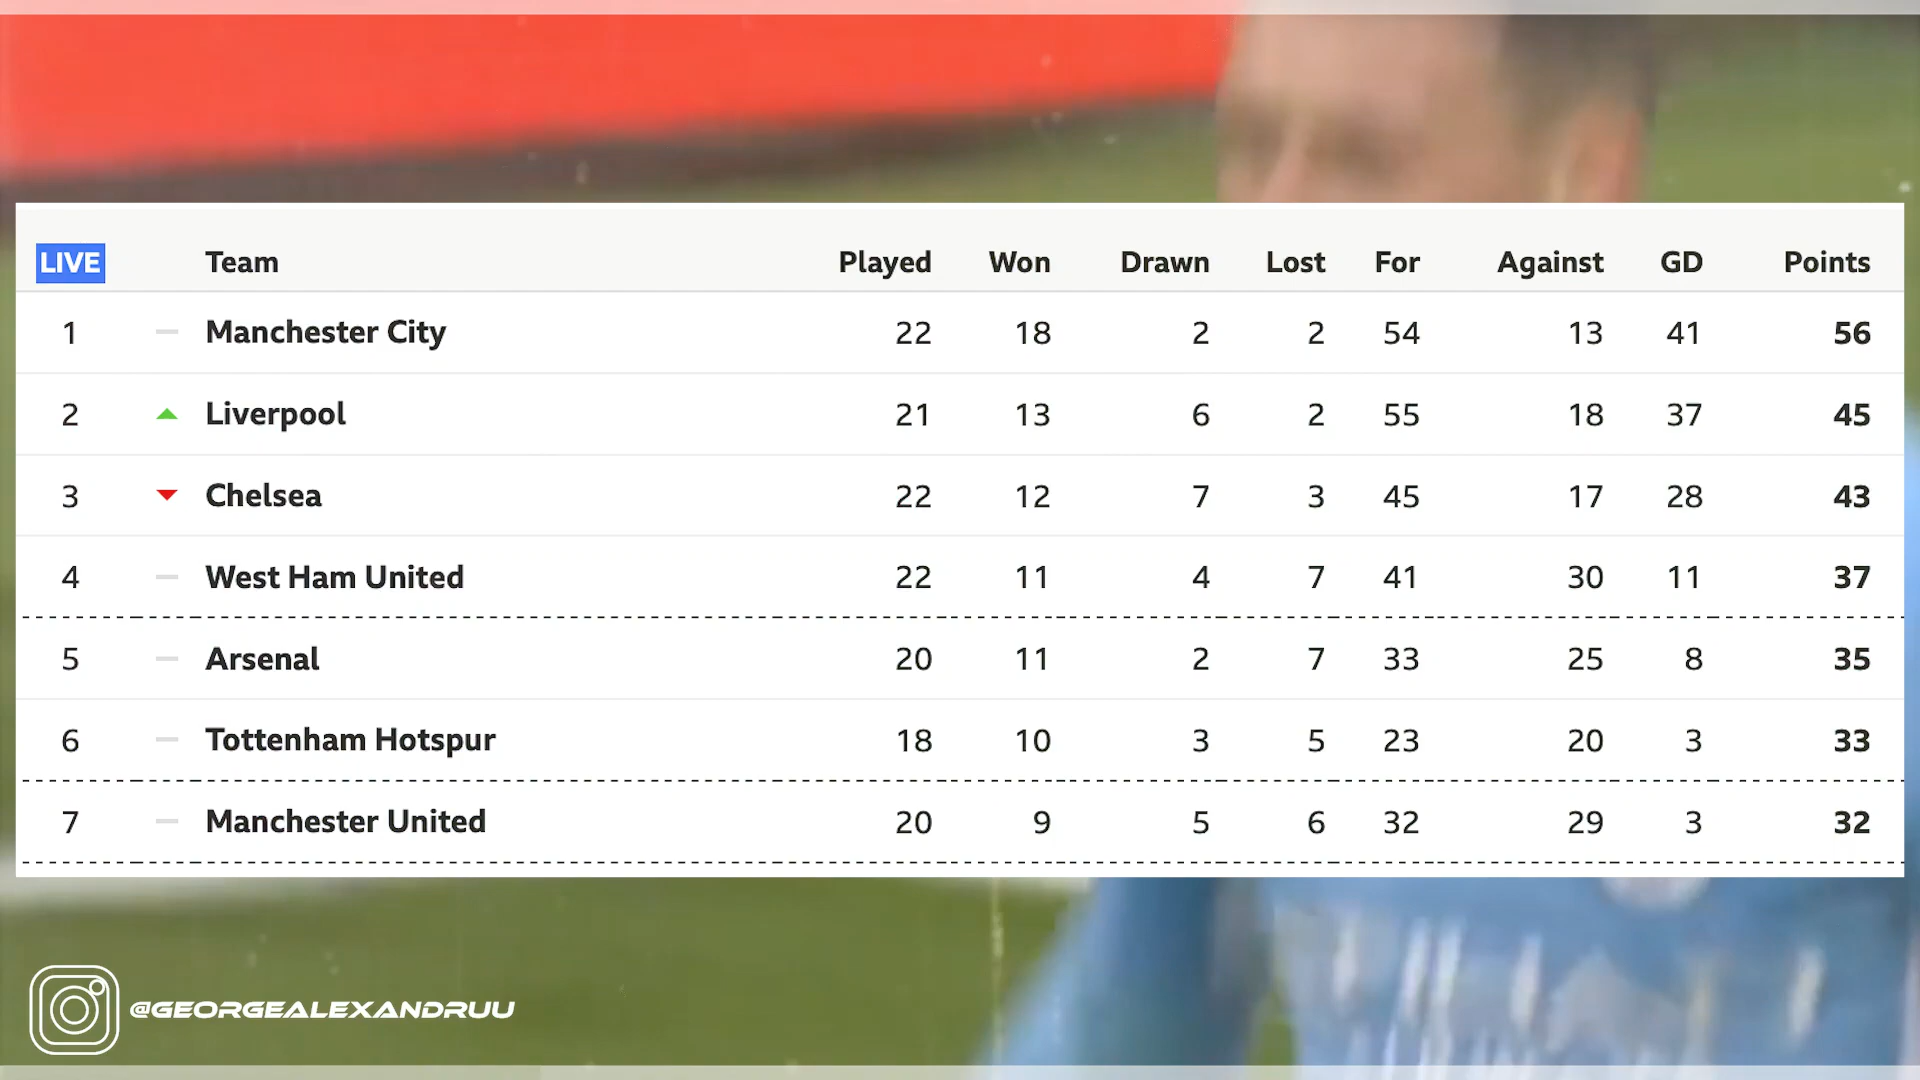 LIVE Team Played Won Drawn Lost For Against GD Points
1 Manchester City 22 18 2 2 54 13 41 56
2 Liverpool 21 13 6 2 55 18 37 45
3 Chelsea 22 12 7 3 45 17 28 43
4 West Ham United 22 11 4 7 41 30 11 37
5 Arsenal 20 11 2 7 33 25 8 35
6 Tottenham Hotspur 18 10 3 5 23 20 3 33
7 Manchester United 20 9 5 6 32 29 3 32
@GEORGEALEXANDRUU